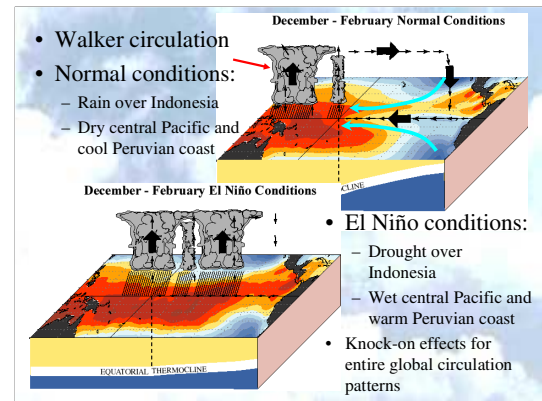 December - February Normal Conditions
• Walker circulation
• Normal conditions:
– Rain over Indonesia
– Dry central Pacific and
cool Peruvian coast
CLINE
December - February El Niño Conditions
• El Niño conditions:
– Drought over
Indonesia
– Wet central Pacific and
warm Peruvian coast
• Knock-on effects for
entire global circulation
patterns
EQUATORIAL THERMOCLINE